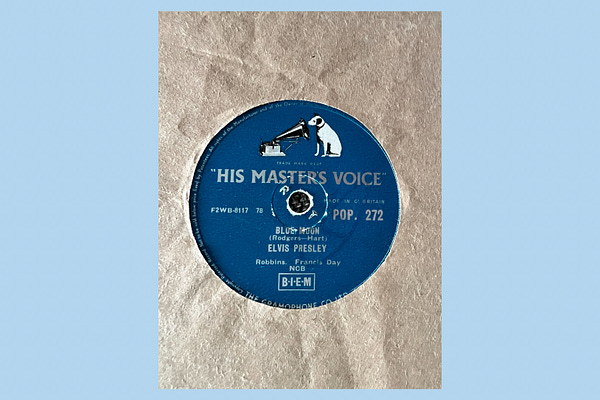 TRADE MARK
"HIS MASTER'S VOICE"
MADE IN GT BRITAIN
F2WB-8117 78
POP. 272
BLUE MOON
(Rodgers—Hart)
ELVIS PRESLEY
Robbins. Francis Day
NCB
B·I·E·M
THE GRAMOPHONE CO. LTD.